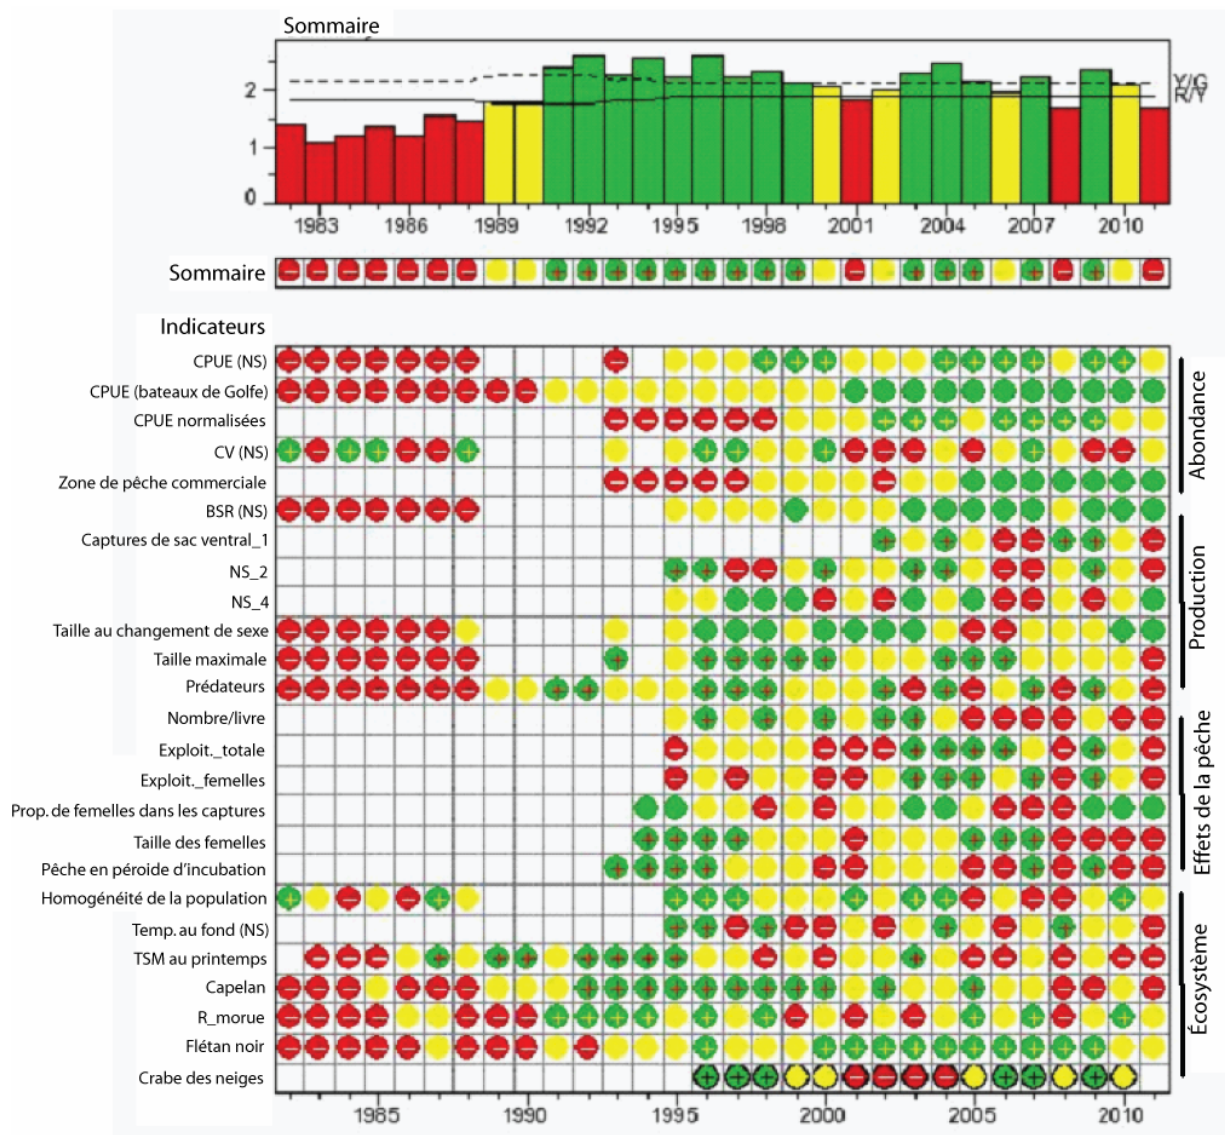 Sommaire
2
1
0
Y/G
R/Y
1983 1986 1989 1992 1995 1998 2001 2004 2007 2010
Sommaire
Indicateurs
CPUE (NS)
CPUE (bateaux de Golfe)
CPUE normalisées
CV (NS)
Zone de pêche commerciale
BSR (NS)
Captures de sac ventral_1
NS_2
NS_4
Taille au changement de sexe
Taille maximale
Prédateurs
Nombre/livre
Exploit._totale
Exploit._femelles
Prop. de femelles dans les captures
Taille des femelles
Pêche en péroide d’incubation
Homogénéité de la population
Temp. au fond (NS)
TSM au printemps
Capelan
R_morue
Flétan noir
Crabe des neiges
Abondance
Production
Effets de la pêche
Écosystème
1985 1990 1995 2000 2005 2010